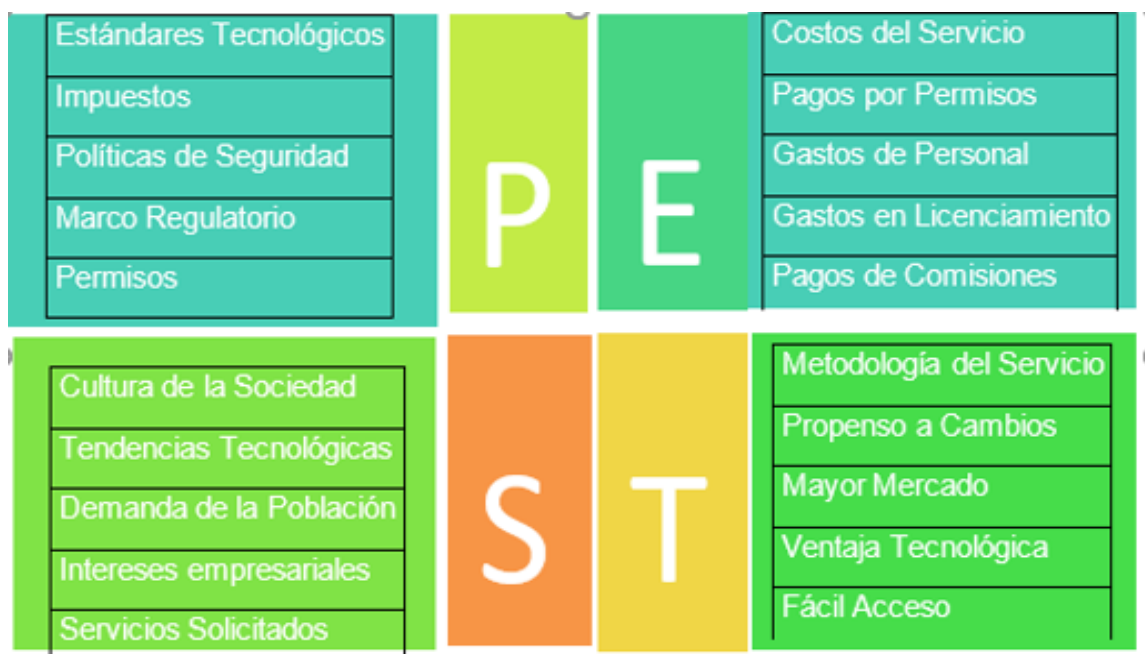 Estándares Tecnológicos
Impuestos
Políticas de Seguridad
Marco Regulatorio
Permisos
P
E
Costos del Servicio
Pagos por Permisos
Gastos de Personal
Gastos en Licenciamiento
Pagos de Comisiones
Cultura de la Sociedad
Tendencias Tecnológicas
Demanda de la Población
Intereses empresariales
Servicios Solicitados
S
T
Metodología del Servicio
Propenso a Cambios
Mayor Mercado
Ventaja Tecnológica
Fácil Acceso